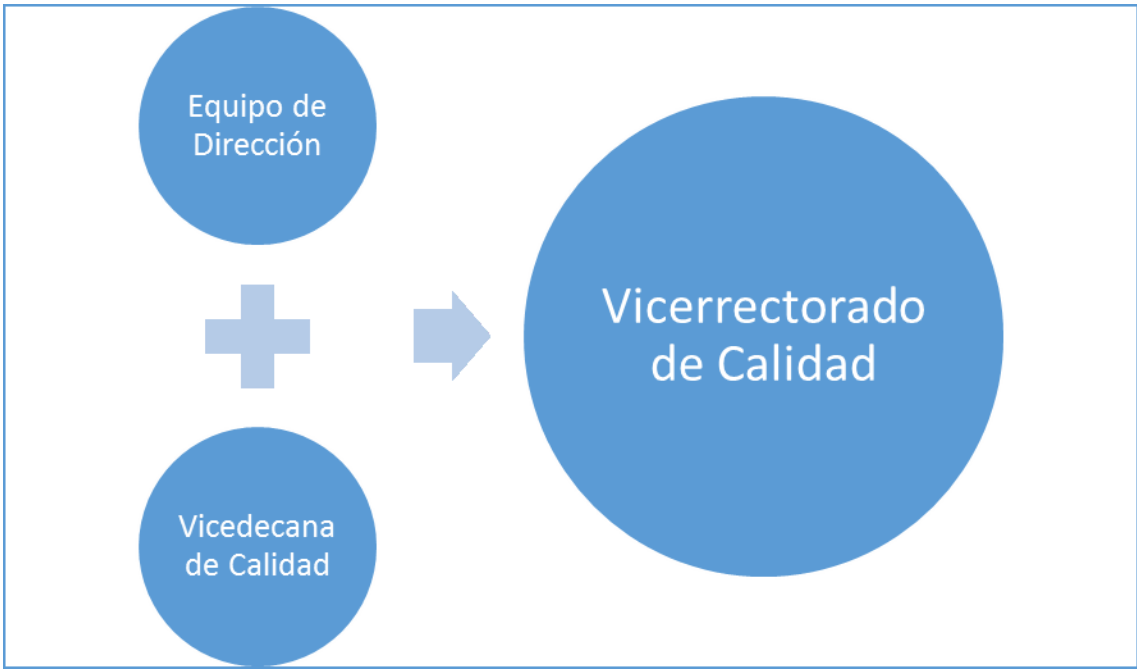 Equipo de
Dirección
Vicedecana
de Calidad
Vicerrectorado
de Calidad